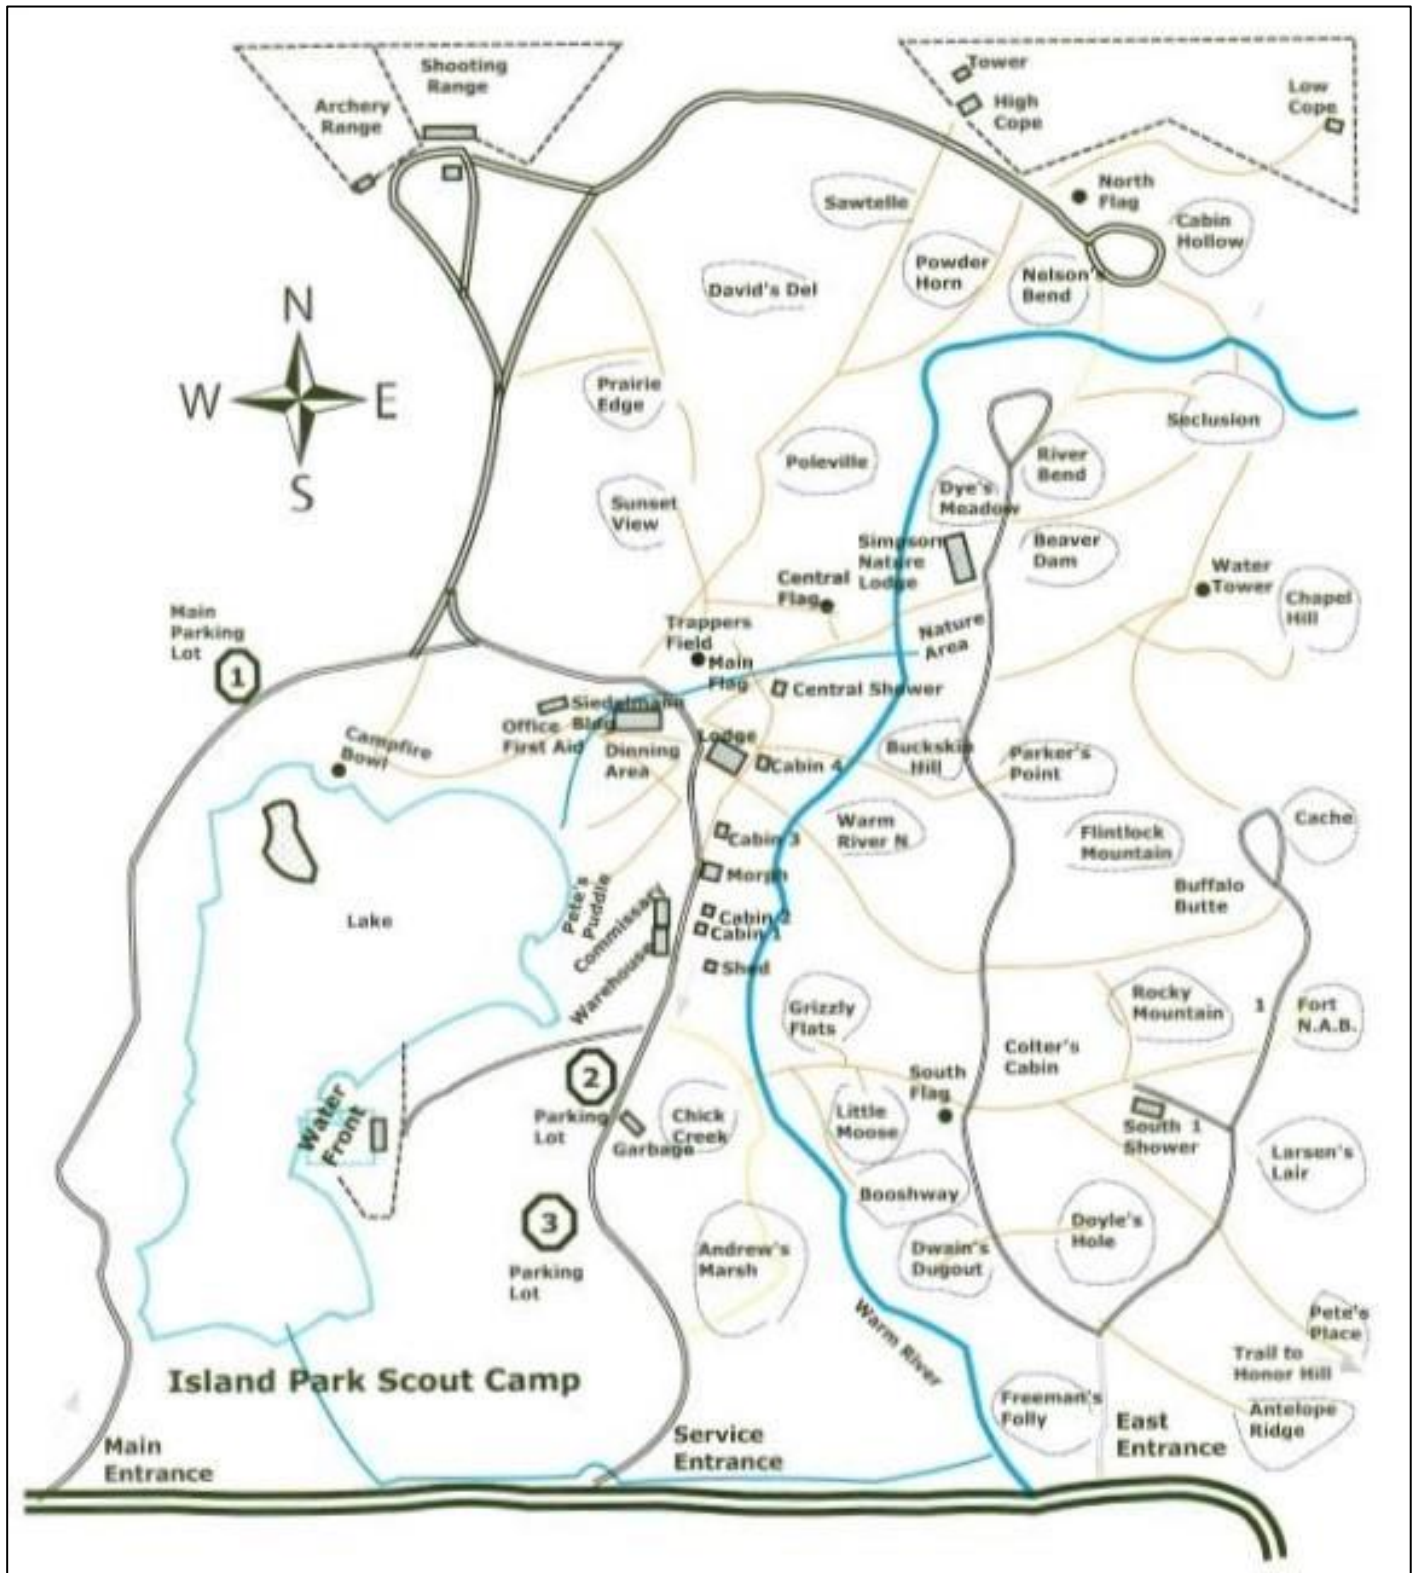 Shooting
Range
Archery
Range
Tower
High
Cope
Low
Cope
North
Flag
Cabin
Hollow
Sawtelle
Powder
Horn
Nelson's
Bend
David's Del
N
W
E
S
Prairie
Edge
Seclusion
Poleville
River
Bend
Dye's
Meadow
Sunset
View
Simpson
Nature
Lodge
Beaver
Dam
Central
Flag
Water
Tower
Chapel
Hill
Main
Parking
Lot
1
Trappers
Field
Main
Flag
Nature
Area
Central Shower
Siedelmann
Bldg
Office
First Aid
Dinning
Area
Lodge
Cabin 4
Campfire
Bowl
Buckskin
Hill
Parker's
Point
Warm
River N
Flintlock
Mountain
Cache
Cabin 3
Morph
Buffalo
Butte
Lake
Pete's
Puddle
Commissary
Warehouse
Cabin 2
Cabin 1
Shed
Grizzly
Flats
Rocky
Mountain
1
Fort
N.A.B.
Colter's
Cabin
2
Parking
Lot
Garbage
Water
Front
Chick
Creek
South
Flag
Little
Moose
South 1
Shower
Larsen's
Lair
Booshway
3
Parking
Lot
Andrew's
Marsh
Dwain's
Dugout
Doyle's
Hole
Warm River
Pete's
Place
Trail to
Honor Hill
Island Park Scout Camp
Freeman's
Folly
Antelope
Ridge
Main
Entrance
Service
Entrance
East
Entrance